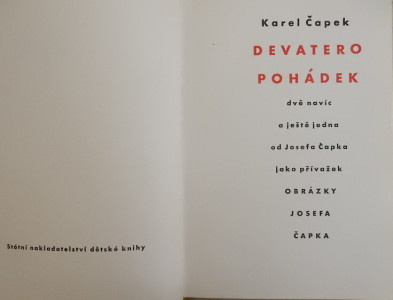 Státní nakladatelství dětské knihy
Karel Čapek
DEVATERO
POHÁDEK
dvě navíc
a ještě jedna
od Josefa Čapka
jako přívažek
OBRÁZKY
JOSEFA
ČAPKA